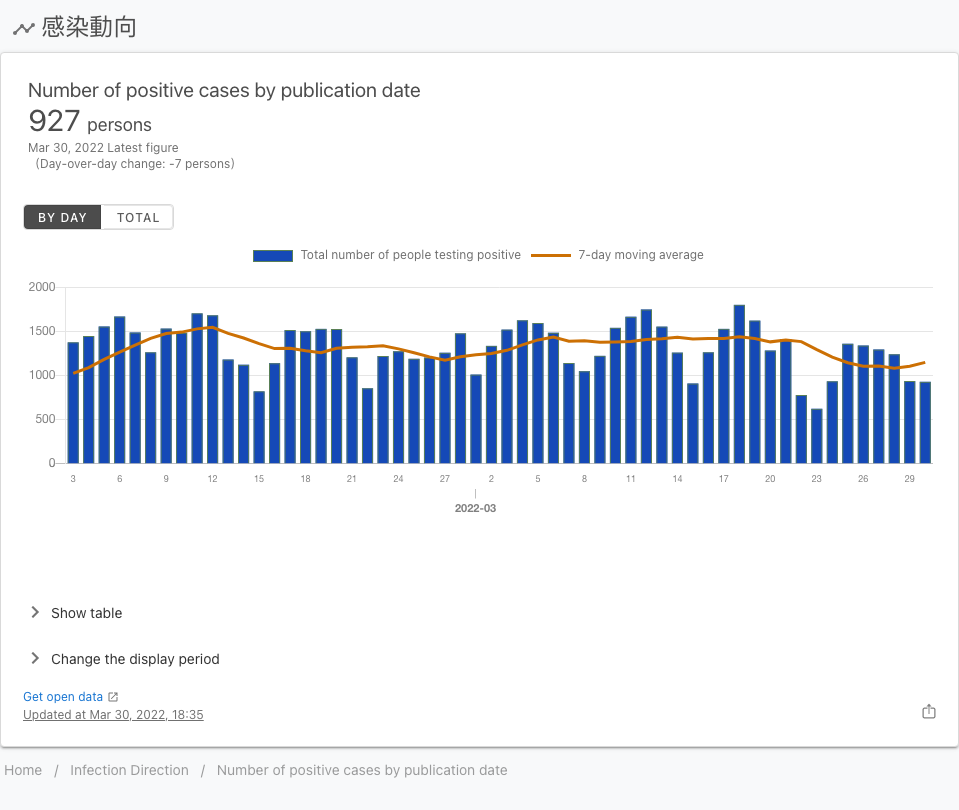 感染動向
Number of positive cases by publication date
927 persons
Mar 30, 2022 Latest figure
(Day-over-day change: -7 persons)
BY DAY TOTAL
Total number of people testing positive 7-day moving average
2000
1500
1000
500
0
3 6 9 12 15 18 21 24 27 2 5 8 11 14 17 20 23 26 29
2022-03
Show table
Change the display period
Get open data
Updated at Mar 30, 2022, 18:35
Home / Infection Direction / Number of positive cases by publication date